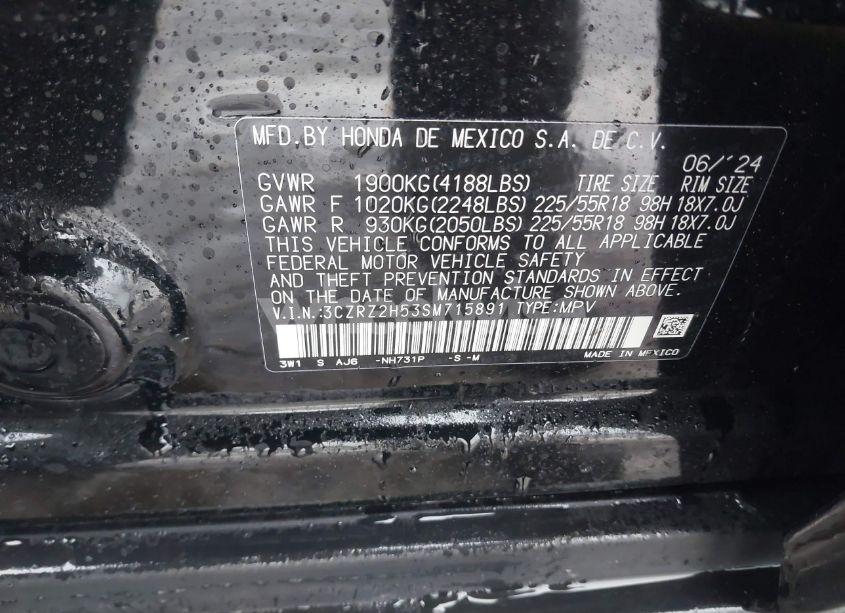 MFD. BY HONDA DE MEXICO S.A. DE C.V.
06/'24
GVWR 1900KG(4188LBS) TIRE SIZE RIM SIZE
GAWR F 1020KG(2248LBS) 225/55R18 98H 18X7.0J
GAWR R 930KG(2050LBS) 225/55R18 98H 18X7.0J
THIS VEHICLE CONFORMS TO ALL APPLICABLE
FEDERAL MOTOR VEHICLE SAFETY
AND THEFT PREVENTION STANDARDS IN EFFECT
ON THE DATE OF MANUFACTURE SHOWN ABOVE.
V.I.N.:3CZRZ2H53SM715891 TYPE:MPV
3W1 S AJ6 -NH731P -S-M MADE IN MEXICO